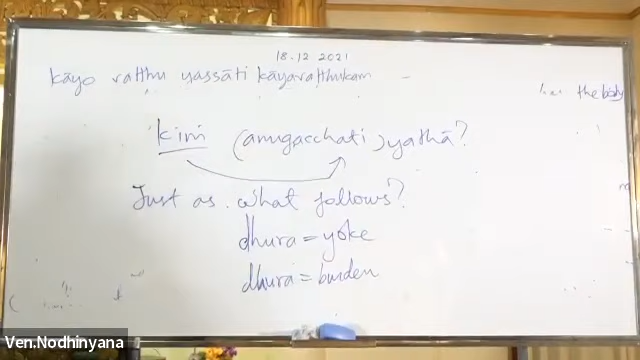 18.12 2021
kāyo vatthu yassāti kāyavatthukam
the body
kiṁ (anugacchati) yathā?
Just as what follows?
dhura = yoke
dhura = burden
Ven.Nodhinyana